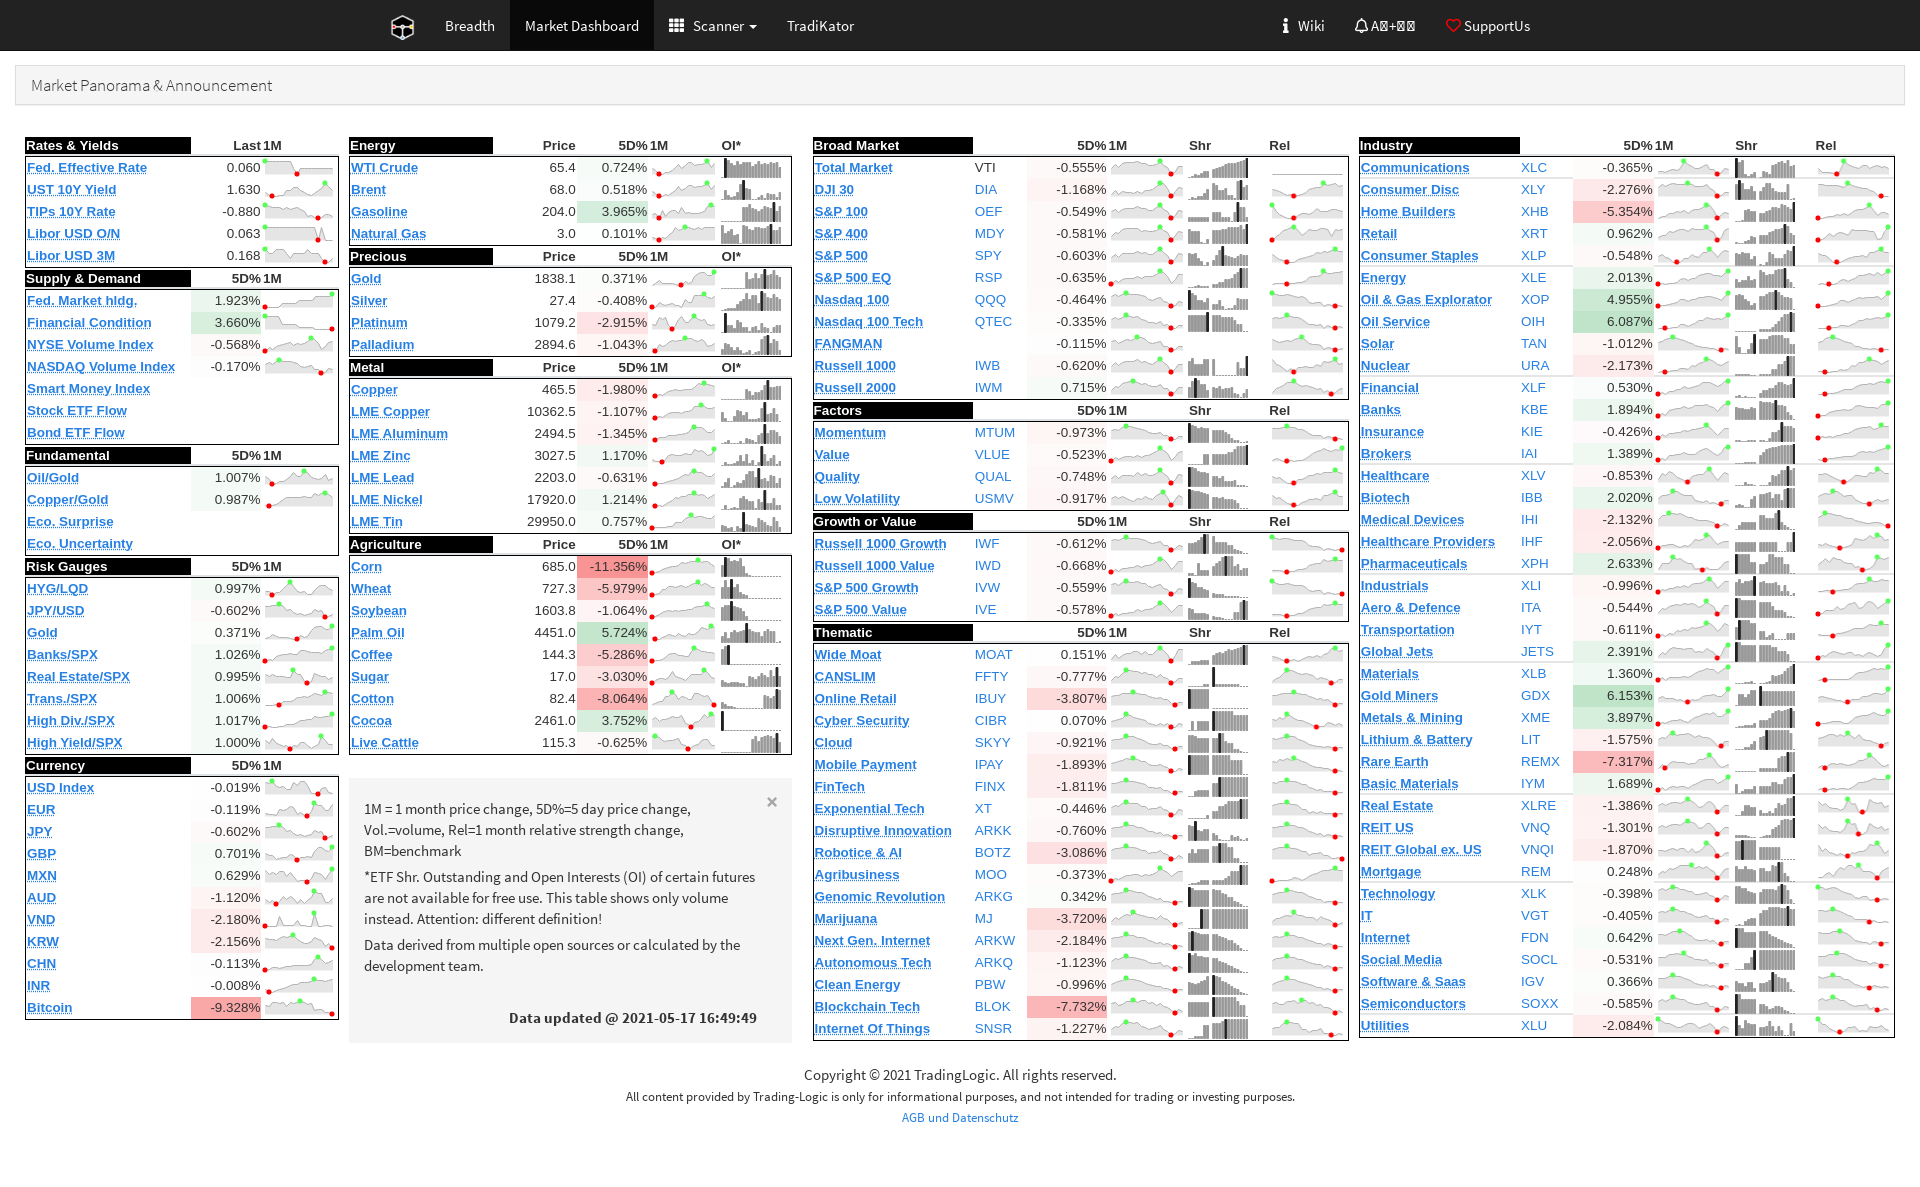 Breadth
Market Dashboard
Scanner
TradiKator
Wiki
SupportUs
Market Panorama & Announcement
Rates & Yields Last 1M
Fed. Effective Rate 0.060
UST 10Y Yield 1.630
TIPs 10Y Rate -0.880
Libor USD O/N 0.063
Libor USD 3M 0.168
Supply & Demand 5D% 1M
Fed. Market hldg. 1.923%
Financial Condition 3.660%
NYSE Volume Index -0.568%
NASDAQ Volume Index -0.170%
Smart Money Index
Stock ETF Flow
Bond ETF Flow
Fundamental 5D% 1M
Oil/Gold 1.007%
Copper/Gold 0.987%
Eco. Surprise
Eco. Uncertainty
Risk Gauges 5D% 1M
HYG/LQD 0.997%
JPY/USD -0.602%
Gold 0.371%
Banks/SPX 1.026%
Real Estate/SPX 0.995%
Trans./SPX 1.006%
High Div./SPX 1.017%
High Yield/SPX 1.000%
Currency 5D% 1M
USD Index -0.019%
EUR -0.119%
JPY -0.602%
GBP 0.701%
MXN 0.629%
AUD -1.120%
VND -2.180%
KRW -2.156%
CHN -0.113%
INR -0.008%
Bitcoin -9.328%
Energy Price 5D% 1M OI*
WTI Crude 65.4 0.724%
Brent 68.0 0.518%
Gasoline 204.0 3.965%
Natural Gas 3.0 0.101%
Precious Price 5D% 1M OI*
Gold 1838.1 0.371%
Silver 27.4 -0.408%
Platinum 1079.2 -2.915%
Palladium 2894.6 -1.043%
Metal Price 5D% 1M OI*
Copper 465.5 -1.980%
LME Copper 10362.5 -1.107%
LME Aluminum 2494.5 -1.345%
LME Zinc 3027.5 1.170%
LME Lead 2203.0 -0.631%
LME Nickel 17920.0 1.214%
LME Tin 29950.0 0.757%
Agriculture Price 5D% 1M OI*
Corn 685.0 -11.356%
Wheat 727.3 -5.979%
Soybean 1603.8 -1.064%
Palm Oil 4451.0 5.724%
Coffee 144.3 -5.286%
Sugar 17.0 -3.030%
Cotton 82.4 -8.064%
Cocoa 2461.0 3.752%
Live Cattle 115.3 -0.625%
×
1M = 1 month price change, 5D%=5 day price change,
Vol.=volume, Rel=1 month relative strength change,
BM=benchmark
*ETF Shr. Outstanding and Open Interests (OI) of certain futures
are not available for free use. This table shows only volume
instead. Attention: different definition!
Data derived from multiple open sources or calculated by the
development team.
Data updated @ 2021-05-17 16:49:49
Broad Market 5D% 1M Shr Rel
Total Market VTI -0.555%
DJI 30 DIA -1.168%
S&P 100 OEF -0.549%
S&P 400 MDY -0.581%
S&P 500 SPY -0.603%
S&P 500 EQ RSP -0.635%
Nasdaq 100 QQQ -0.464%
Nasdaq 100 Tech QTEC -0.335%
FANGMAN -0.115%
Russell 1000 IWB -0.620%
Russell 2000 IWM 0.715%
Factors 5D% 1M Shr Rel
Momentum MTUM -0.973%
Value VLUE -0.523%
Quality QUAL -0.748%
Low Volatility USMV -0.917%
Growth or Value 5D% 1M Shr Rel
Russell 1000 Growth IWF -0.612%
Russell 1000 Value IWD -0.668%
S&P 500 Growth IVW -0.559%
S&P 500 Value IVE -0.578%
Thematic 5D% 1M Shr Rel
Wide Moat MOAT 0.151%
CANSLIM FFTY -0.777%
Online Retail IBUY -3.807%
Cyber Security CIBR 0.070%
Cloud SKYY -0.921%
Mobile Payment IPAY -1.893%
FinTech FINX -1.811%
Exponential Tech XT -0.446%
Disruptive Innovation ARKK -0.760%
Robotice & AI BOTZ -3.086%
Agribusiness MOO -0.373%
Genomic Revolution ARKG 0.342%
Marijuana MJ -3.720%
Next Gen. Internet ARKW -2.184%
Autonomous Tech ARKQ -1.123%
Clean Energy PBW -0.996%
Blockchain Tech BLOK -7.732%
Internet Of Things SNSR -1.227%
Industry 5D% 1M Shr Rel
Communications XLC -0.365%
Consumer Disc XLY -2.276%
Home Builders XHB -5.354%
Retail XRT 0.962%
Consumer Staples XLP -0.548%
Energy XLE 2.013%
Oil & Gas Explorator XOP 4.955%
Oil Service OIH 6.087%
Solar TAN -1.012%
Nuclear URA -2.173%
Financial XLF 0.530%
Banks KBE 1.894%
Insurance KIE -0.426%
Brokers IAI 1.389%
Healthcare XLV -0.853%
Biotech IBB 2.020%
Medical Devices IHI -2.132%
Healthcare Providers IHF -2.056%
Pharmaceuticals XPH 2.633%
Industrials XLI -0.996%
Aero & Defence ITA -0.544%
Transportation IYT -0.611%
Global Jets JETS 2.391%
Materials XLB 1.360%
Gold Miners GDX 6.153%
Metals & Mining XME 3.897%
Lithium & Battery LIT -1.575%
Rare Earth REMX -7.317%
Basic Materials IYM 1.689%
Real Estate XLRE -1.386%
REIT US VNQ -1.301%
REIT Global ex. US VNQI -1.870%
Mortgage REM 0.248%
Technology XLK -0.398%
IT VGT -0.405%
Internet FDN 0.642%
Social Media SOCL -0.531%
Software & Saas IGV 0.366%
Semiconductors SOXX -0.585%
Utilities XLU -2.084%
Copyright © 2021 TradingLogic. All rights reserved.
All content provided by Trading-Logic is only for informational purposes, and not intended for trading or investing purposes.
AGB und Datenschutz